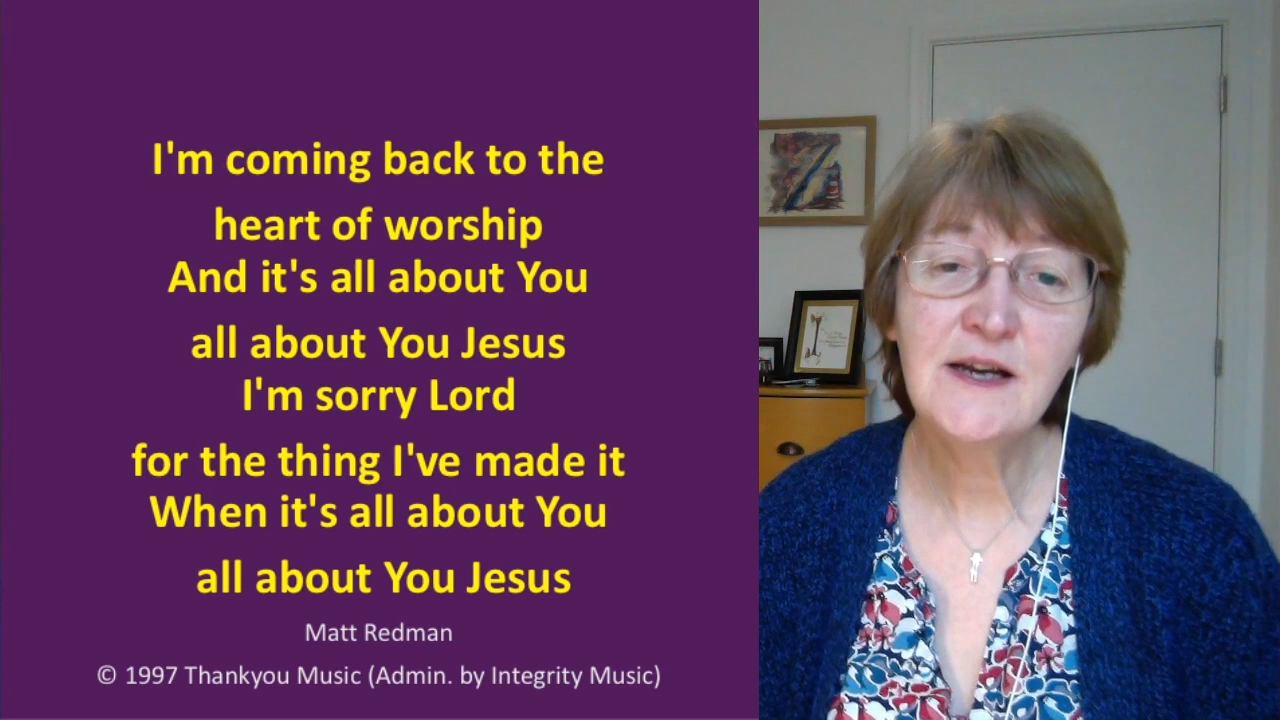 I'm coming back to the
heart of worship
And it's all about You
all about You Jesus
I'm sorry Lord
for the thing I've made it
When it's all about You
all about You Jesus
Matt Redman
© 1997 Thankyou Music (Admin. by Integrity Music)